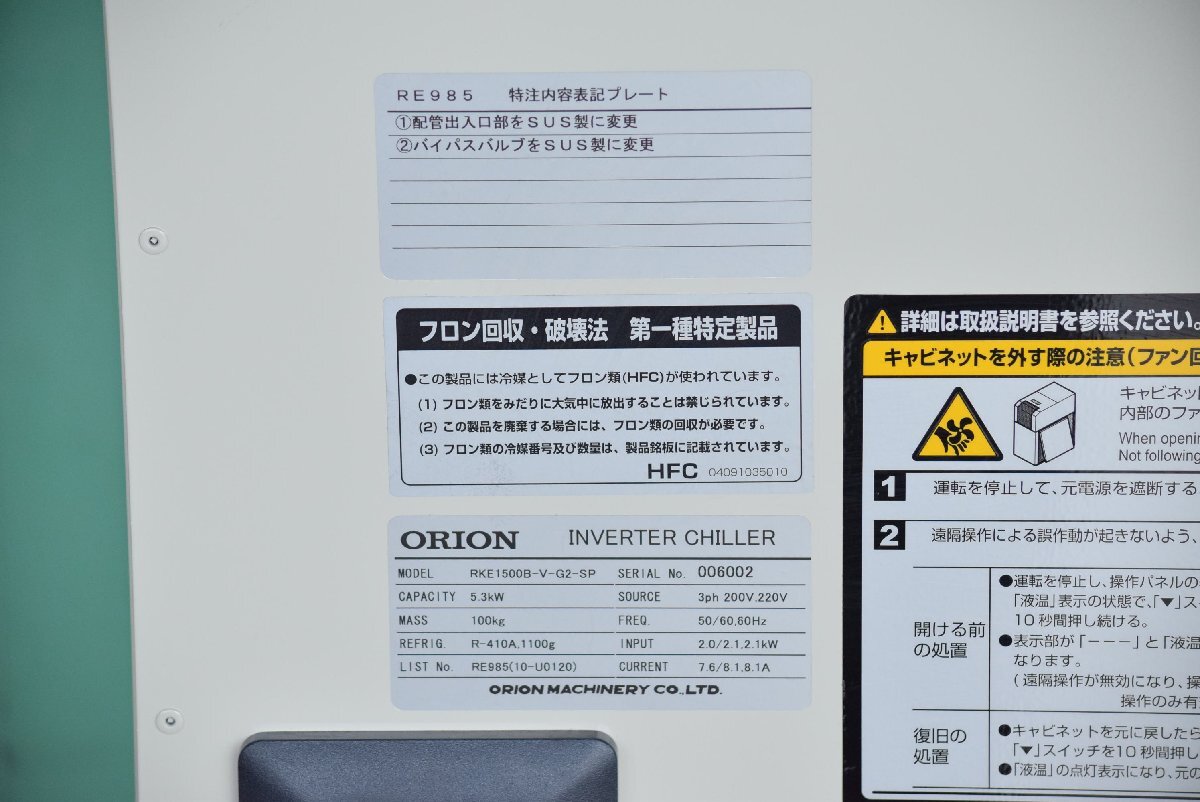 RE985　特注内容表記プレート
①配管出入口部をSUS製に変更
②バイパスバルブをSUS製に変更
フロン回収・破壊法　第一種特定製品
●この製品には冷媒としてフロン類(HFC)が使われています。
(1) フロン類をみだりに大気中に放出することは禁じられています。
(2) この製品を廃棄する場合には、フロン類の回収が必要です。
(3) フロン類の冷媒番号及び数量は、製品銘板に記載されています。
HFC 04091035010
ORION INVERTER CHILLER
MODEL RKE1500B-V-G2-SP SERIAL No. 006002
CAPACITY 5.3kW SOURCE 3ph 200V,220V
MASS 100kg FREQ. 50/60,60Hz
REFRIG. R-410A,1100g INPUT 2.0/2.1,2.1kW
LIST No. RE985(10-U0120) CURRENT 7.6/8.1,8.1A
ORION MACHINERY CO.,LTD.
詳細は取扱説明書を参照ください。
キャビネットを外す際の注意(ファン回
キャビネッ
内部のファ
When openin
Not following
1 運転を停止して、元電源を遮断する
2 遠隔操作による誤作動が起きないよう、
開ける前
の処置
●運転を停止し、操作パネルの
「液温」表示の状態で、「▼」ス
10秒間押し続ける。
●表示部が「ーーー」と「液温
なります。
(遠隔操作が無効になり、操
操作のみ有
復旧の
処置
●キャビネットを元に戻したら
「▼」スイッチを10秒間押し
●「液温」の点灯表示になり、元の